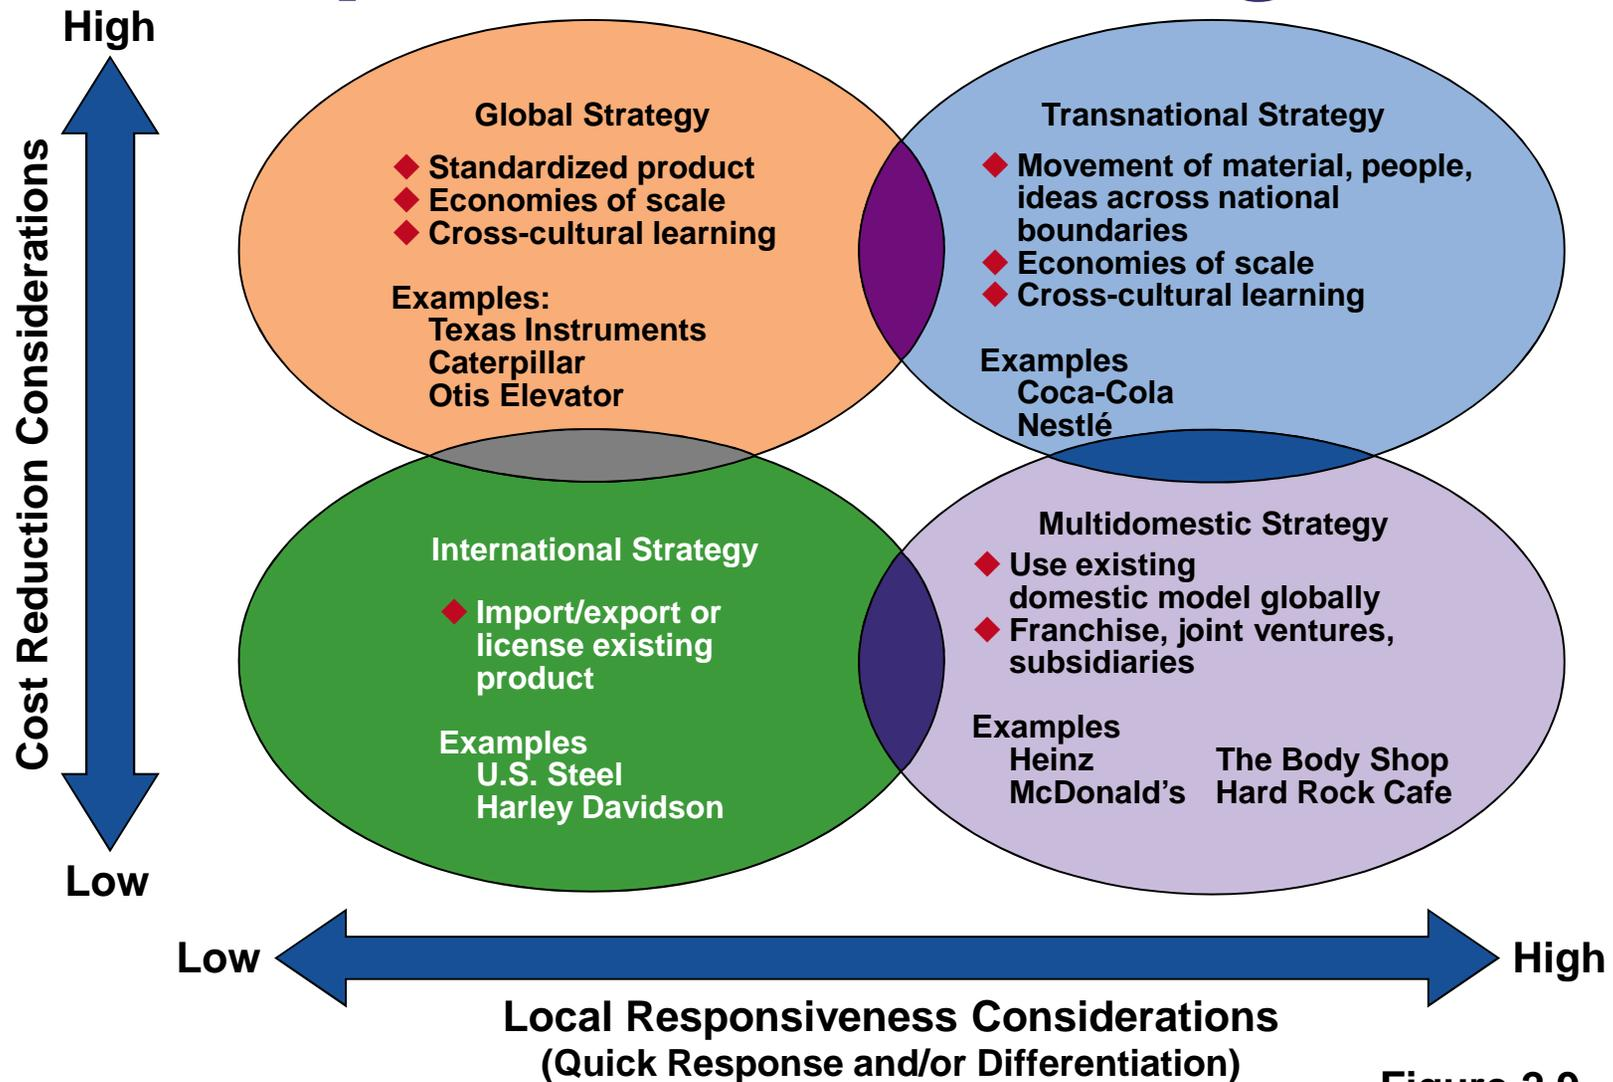 High
Cost Reduction Considerations
Low
Global Strategy
Standardized product
Economies of scale
Cross-cultural learning
Examples:
Texas Instruments
Caterpillar
Otis Elevator
Transnational Strategy
Movement of material, people,
ideas across national
boundaries
Economies of scale
Cross-cultural learning
Examples
Coca-Cola
Nestlé
International Strategy
Import/export or
license existing
product
Examples
U.S. Steel
Harley Davidson
Multidomestic Strategy
Use existing
domestic model globally
Franchise, joint ventures,
subsidiaries
Examples
Heinz The Body Shop
McDonald’s Hard Rock Cafe
Low High
Local Responsiveness Considerations
(Quick Response and/or Differentiation)
Figure